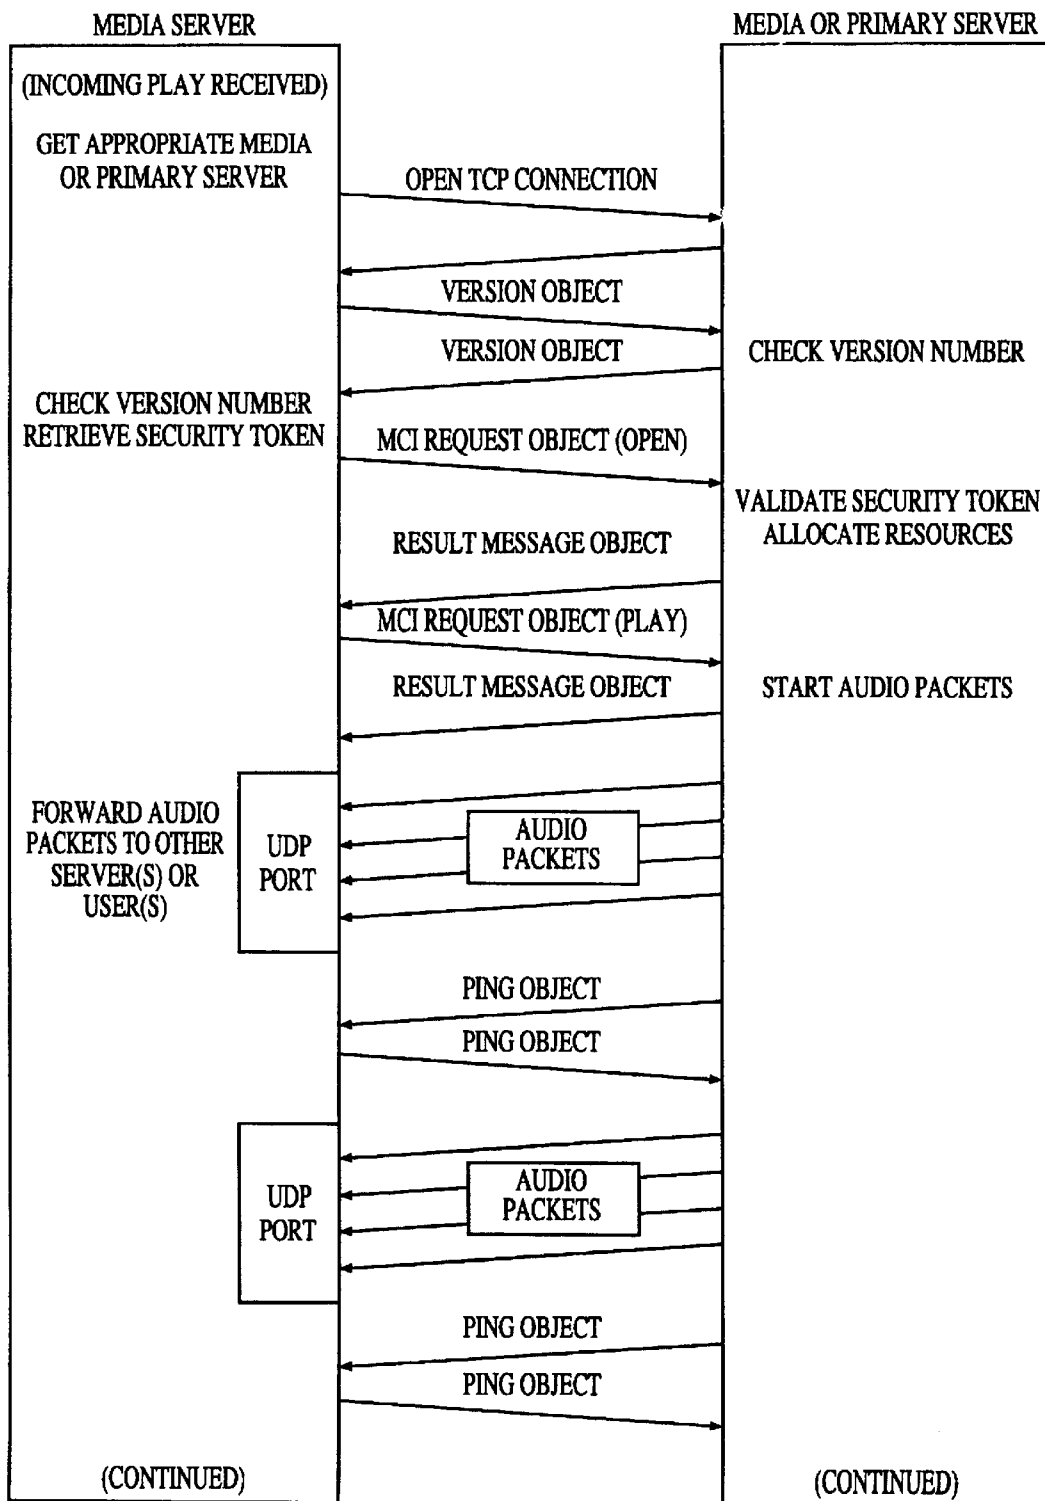 MEDIA SERVER
MEDIA OR PRIMARY SERVER
(INCOMING PLAY RECEIVED)
GET APPROPRIATE MEDIA
OR PRIMARY SERVER
OPEN TCP CONNECTION
VERSION OBJECT
VERSION OBJECT
CHECK VERSION NUMBER
CHECK VERSION NUMBER
RETRIEVE SECURITY TOKEN
MCI REQUEST OBJECT (OPEN)
VALIDATE SECURITY TOKEN
ALLOCATE RESOURCES
RESULT MESSAGE OBJECT
MCI REQUEST OBJECT (PLAY)
RESULT MESSAGE OBJECT
START AUDIO PACKETS
FORWARD AUDIO
PACKETS TO OTHER
SERVER(S) OR
USER(S)
UDP
PORT
AUDIO
PACKETS
PING OBJECT
PING OBJECT
UDP
PORT
AUDIO
PACKETS
PING OBJECT
PING OBJECT
(CONTINUED)
(CONTINUED)